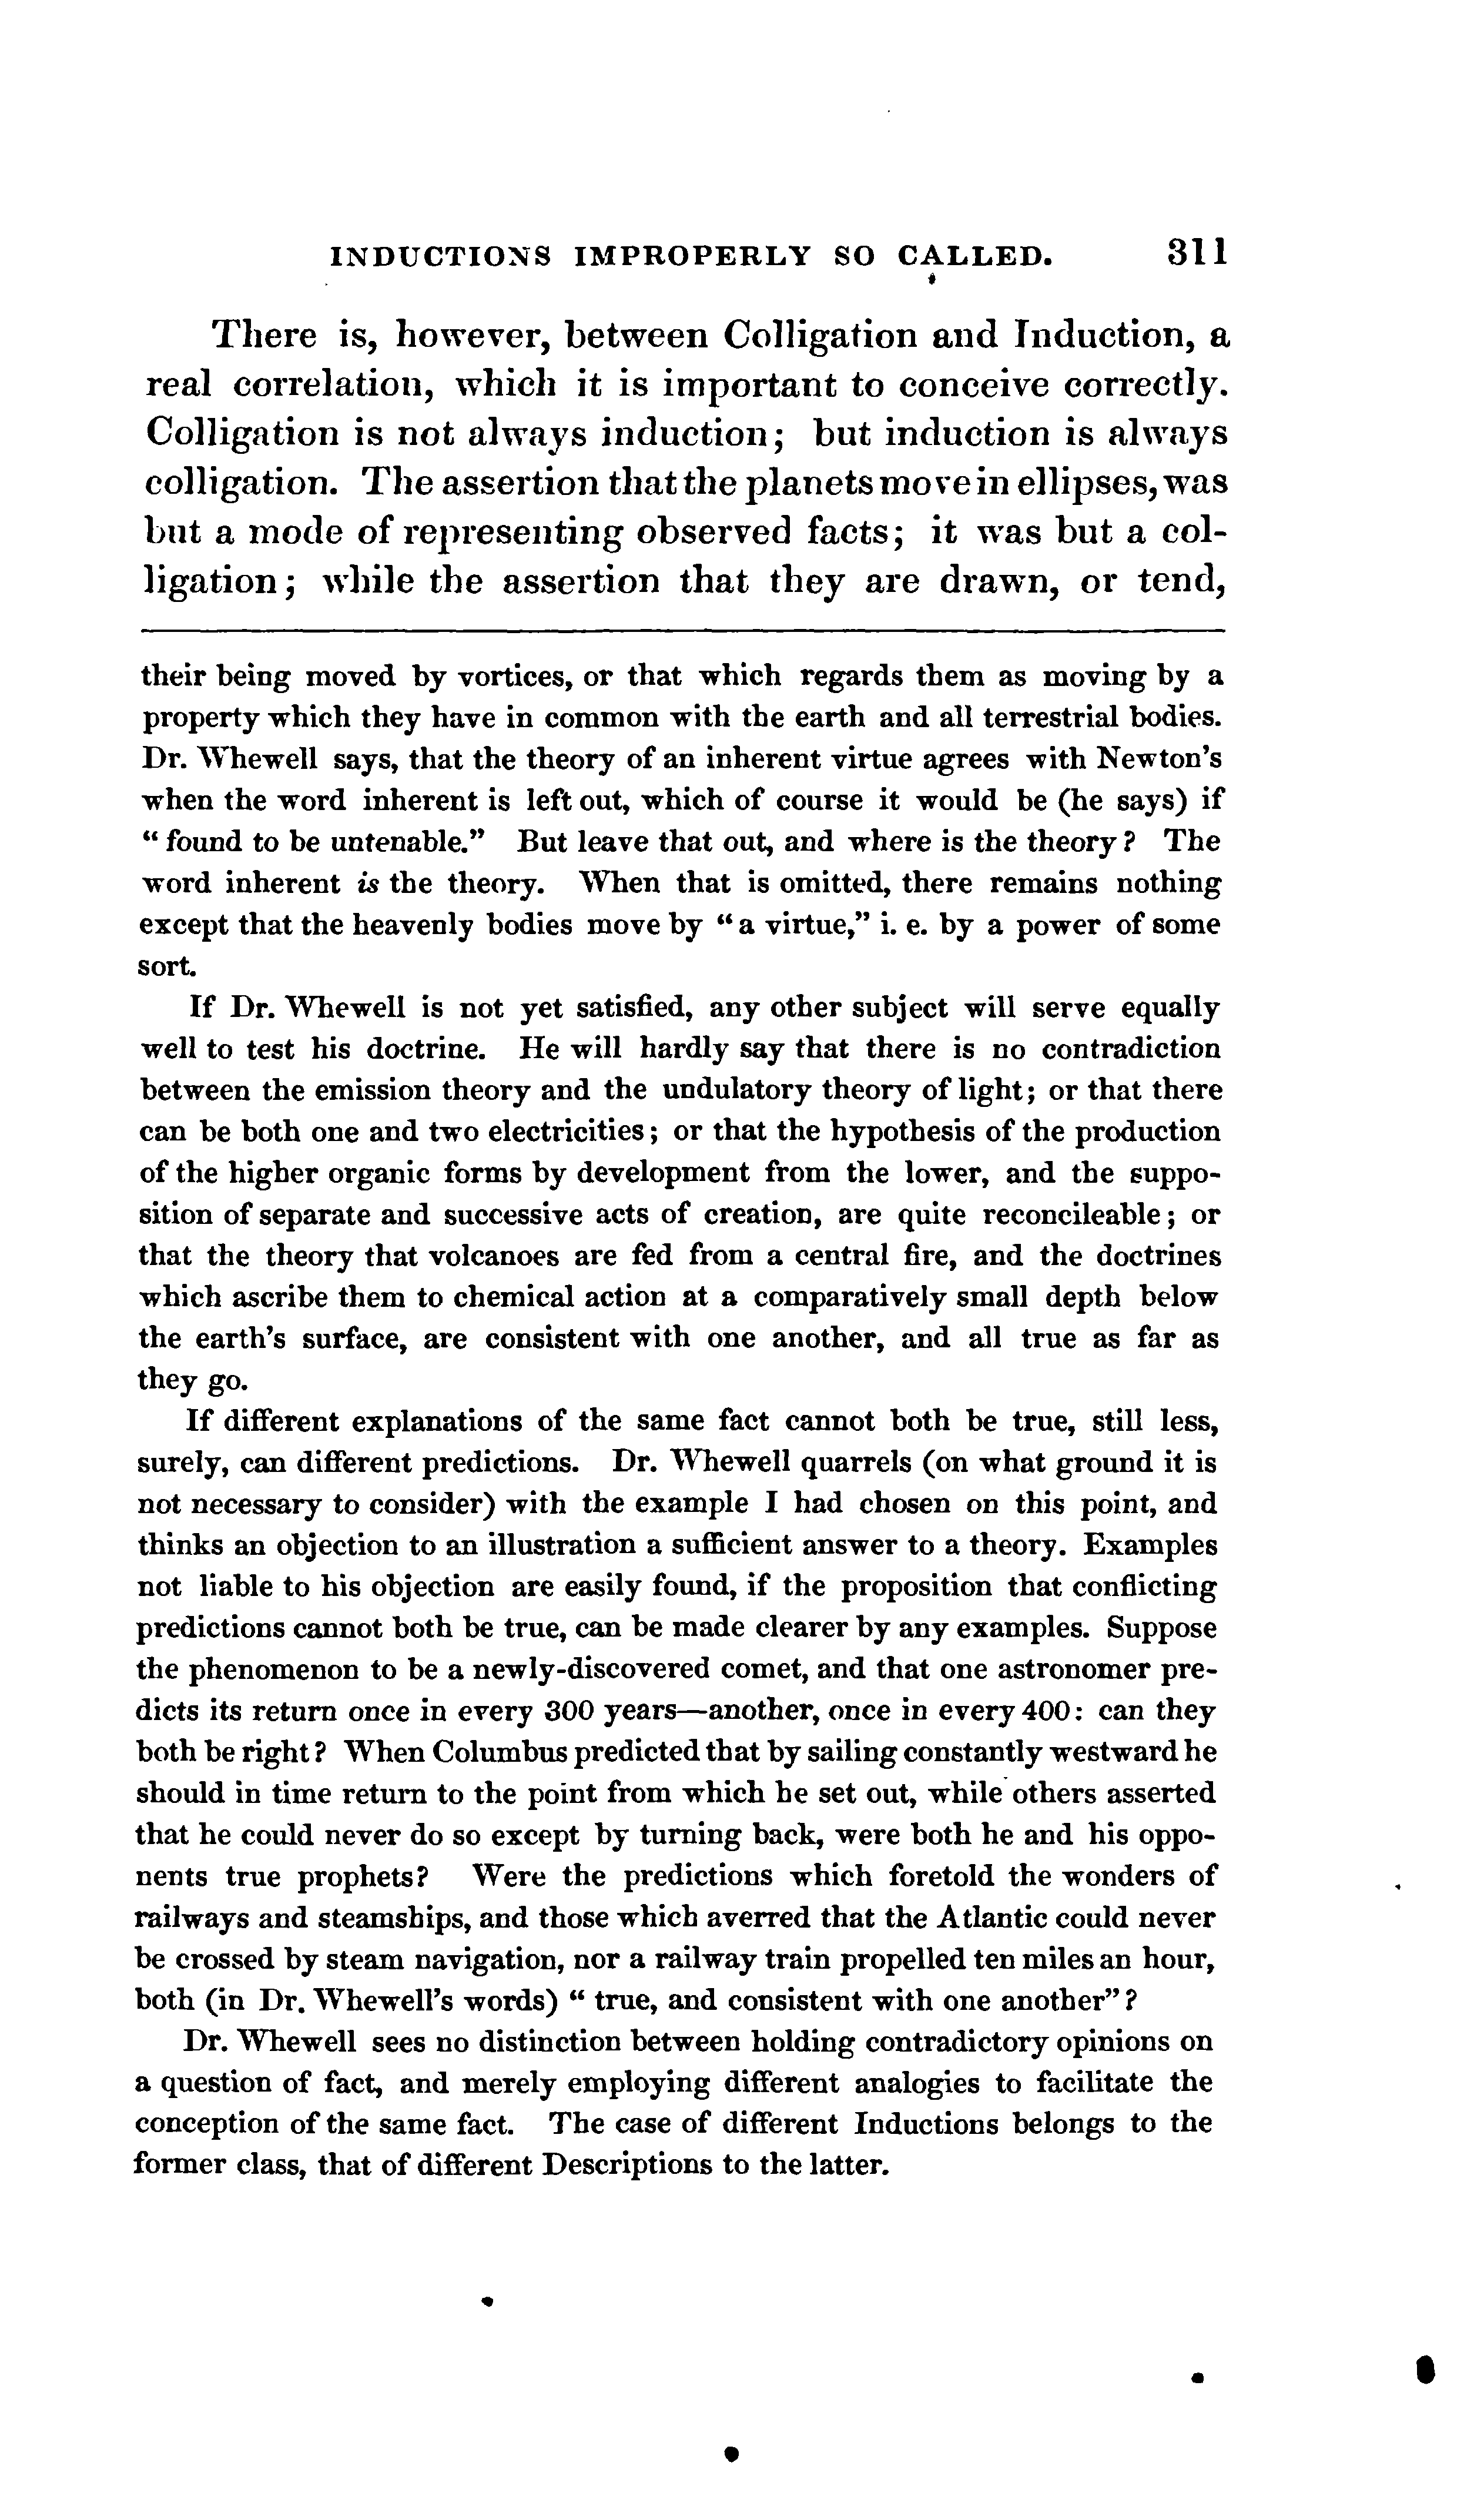 INDUCTIONS IMPROPERLY SO CALLED. 311
There is, however, between Colligation and Induction, a
real correlation, which it is important to conceive correctly.
Colligation is not always induction; but induction is always
colligation. The assertion that the planets move in ellipses, was
but a mode of representing observed facts; it was but a col-
ligation; while the assertion that they are drawn, or tend,
their being moved by vortices, or that which regards them as moving by a
property which they have in common with the earth and all terrestrial bodies.
Dr. Whewell says, that the theory of an inherent virtue agrees with Newton's
when the word inherent is left out, which of course it would be (he says) if
"found to be untenable." But leave that out, and where is the theory? The
word inherent is the theory. When that is omitted, there remains nothing
except that the heavenly bodies move by "a virtue," i. e. by a power of some
sort.
If Dr. Whewell is not yet satisfied, any other subject will serve equally
well to test his doctrine. He will hardly say that there is no contradiction
between the emission theory and the undulatory theory of light; or that there
can be both one and two electricities; or that the hypothesis of the production
of the higher organic forms by development from the lower, and the suppo-
sition of separate and successive acts of creation, are quite reconcileable; or
that the theory that volcanoes are fed from a central fire, and the doctrines
which ascribe them to chemical action at a comparatively small depth below
the earth's surface, are consistent with one another, and all true as far as
they go.
If different explanations of the same fact cannot both be true, still less,
surely, can different predictions. Dr. Whewell quarrels (on what ground it is
not necessary to consider) with the example I had chosen on this point, and
thinks an objection to an illustration a sufficient answer to a theory. Examples
not liable to his objection are easily found, if the proposition that conflicting
predictions cannot both be true, can be made clearer by any examples. Suppose
the phenomenon to be a newly-discovered comet, and that one astronomer pre-
dicts its return once in every 300 years—another, once in every 400: can they
both be right? When Columbus predicted that by sailing constantly westward he
should in time return to the point from which he set out, while others asserted
that he could never do so except by turning back, were both he and his oppo-
nents true prophets? Were the predictions which foretold the wonders of
railways and steamships, and those which averred that the Atlantic could never
be crossed by steam navigation, nor a railway train propelled ten miles an hour,
both (in Dr. Whewell's words) "true, and consistent with one another"?
Dr. Whewell sees no distinction between holding contradictory opinions on
a question of fact, and merely employing different analogies to facilitate the
conception of the same fact. The case of different Inductions belongs to the
former class, that of different Descriptions to the latter.